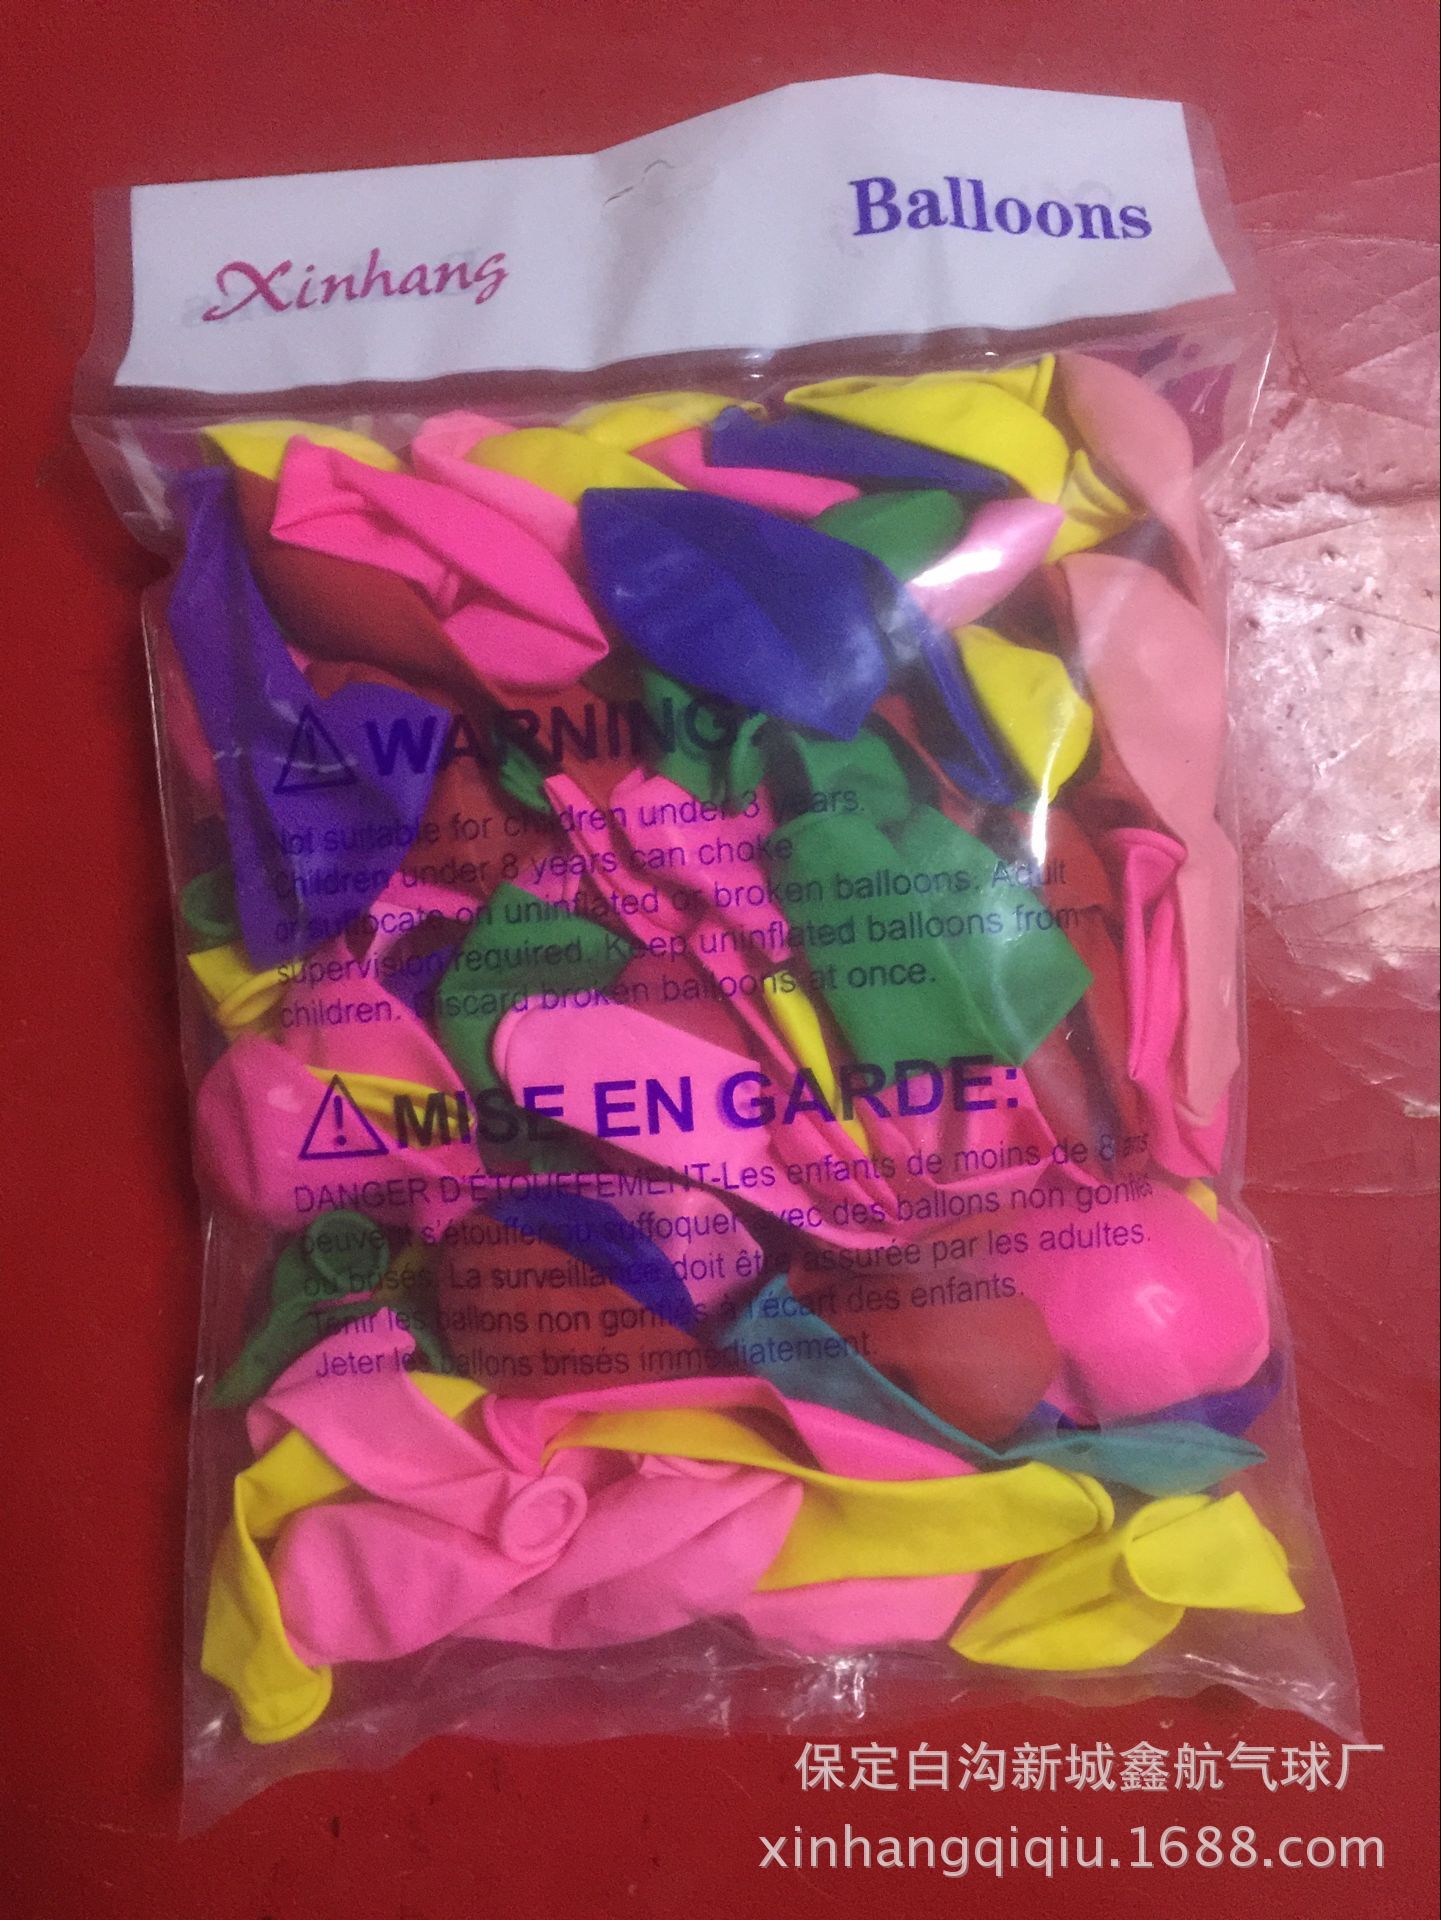 Xinhang
Balloons
WARNING:
Not suitable for children under 3 years.
Children under 8 years can choke
or suffocate on uninflated or broken balloons. Adult
supervision required. Keep uninflated balloons from
children. Discard broken balloons at once.
MISE EN GARDE:
DANGER D'ÉTOUFFEMENT-Les enfants de moins de 8 ans
peuvent s'étouffer ou suffoquer avec des ballons non gonflés
ou brisés. La surveillance doit être assurée par les adultes.
Tenir les ballons non gonflés à l'écart des enfants.
Jeter les ballons brisés immédiatement.
保定白沟新城鑫航气球厂
xinhangqiqiu.1688.com